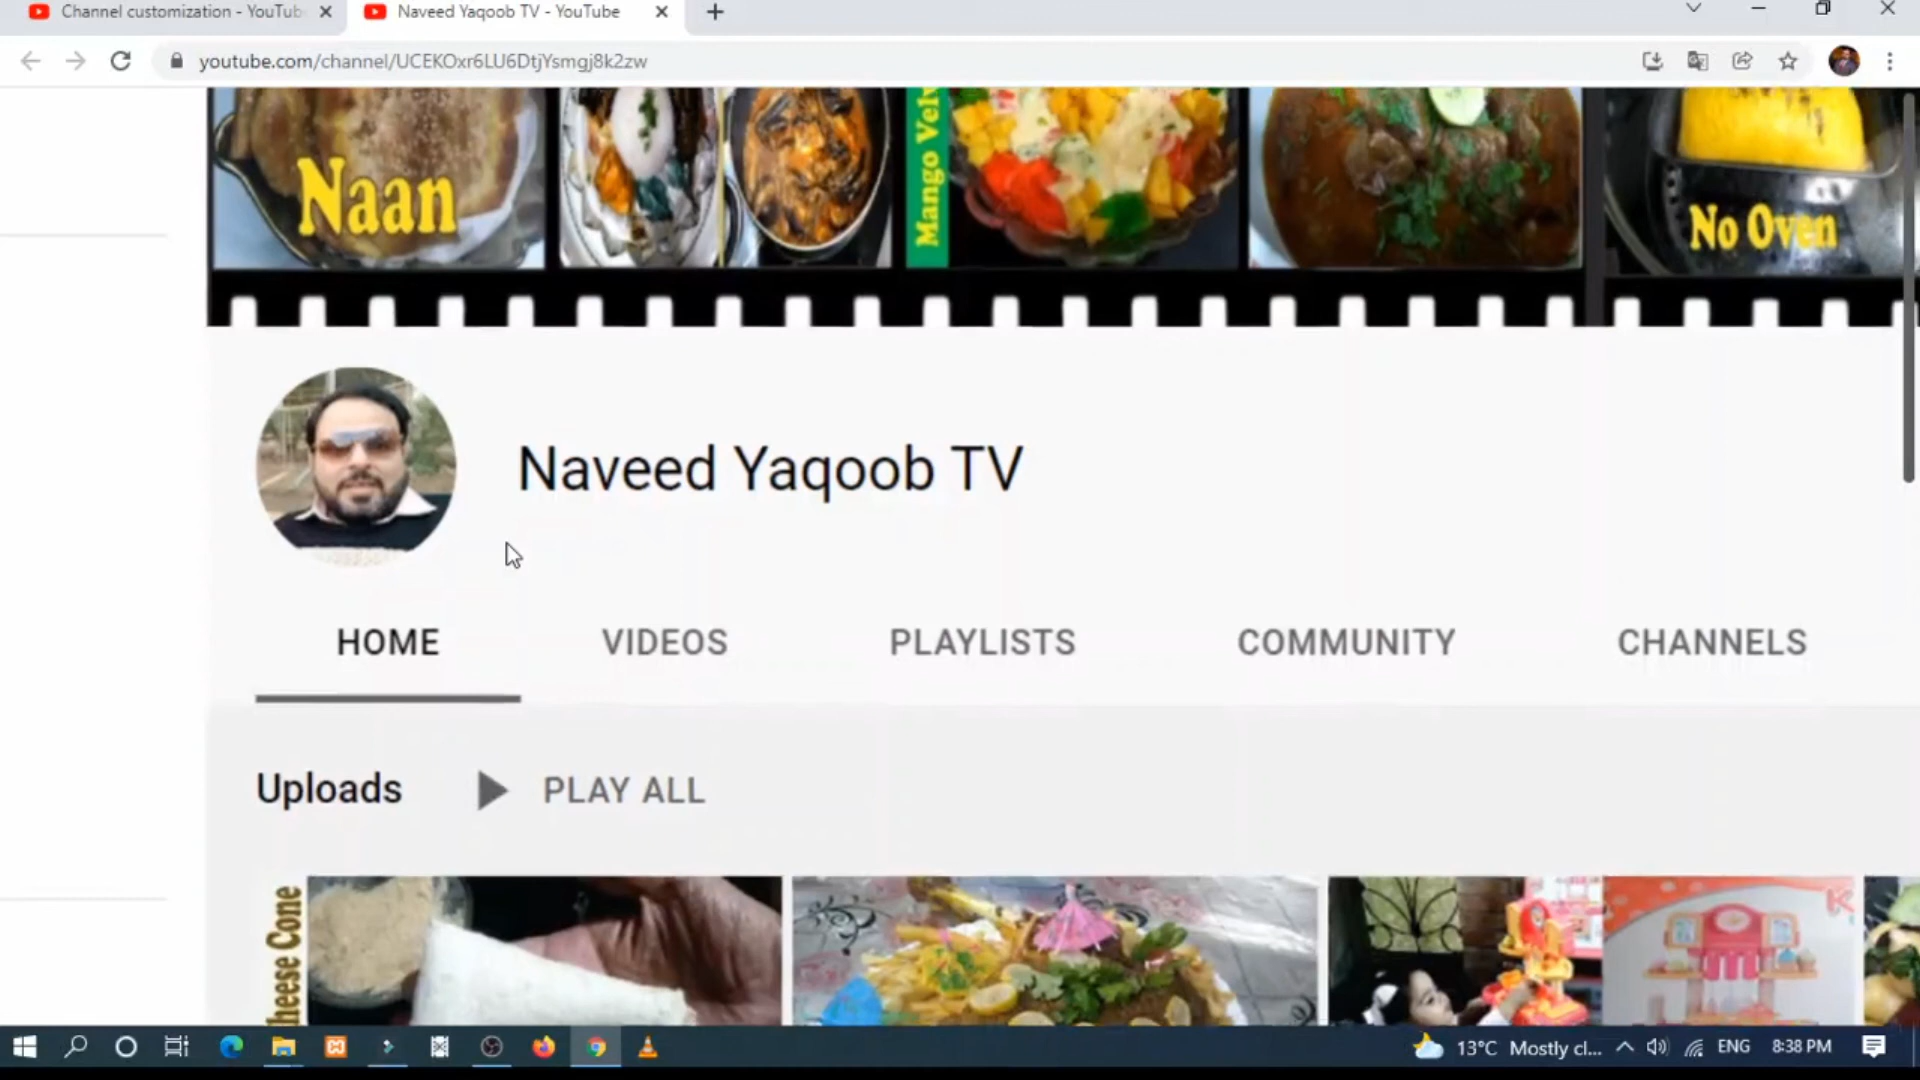 Channel customization - YouTub
Naveed Yaqoob TV - YouTube
youtube.com/channel/UCEKOxr6LU6DtjYsmgj8k2zw
Naan
Mango Velv
No Oven
Naveed Yaqoob TV
HOME VIDEOS PLAYLISTS COMMUNITY CHANNELS
Uploads PLAY ALL
heese Cone
13°C Mostly cl... ENG 8:38 PM